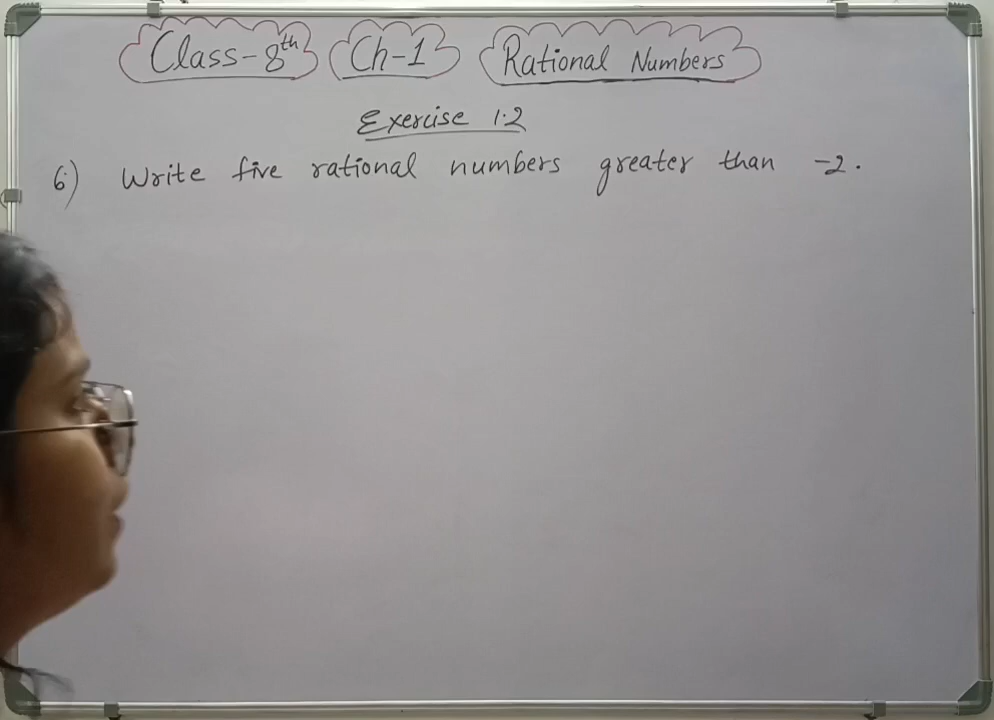 Class-8th Ch-1 Rational Numbers
Exercise 1.2
6) Write five rational numbers greater than -2.